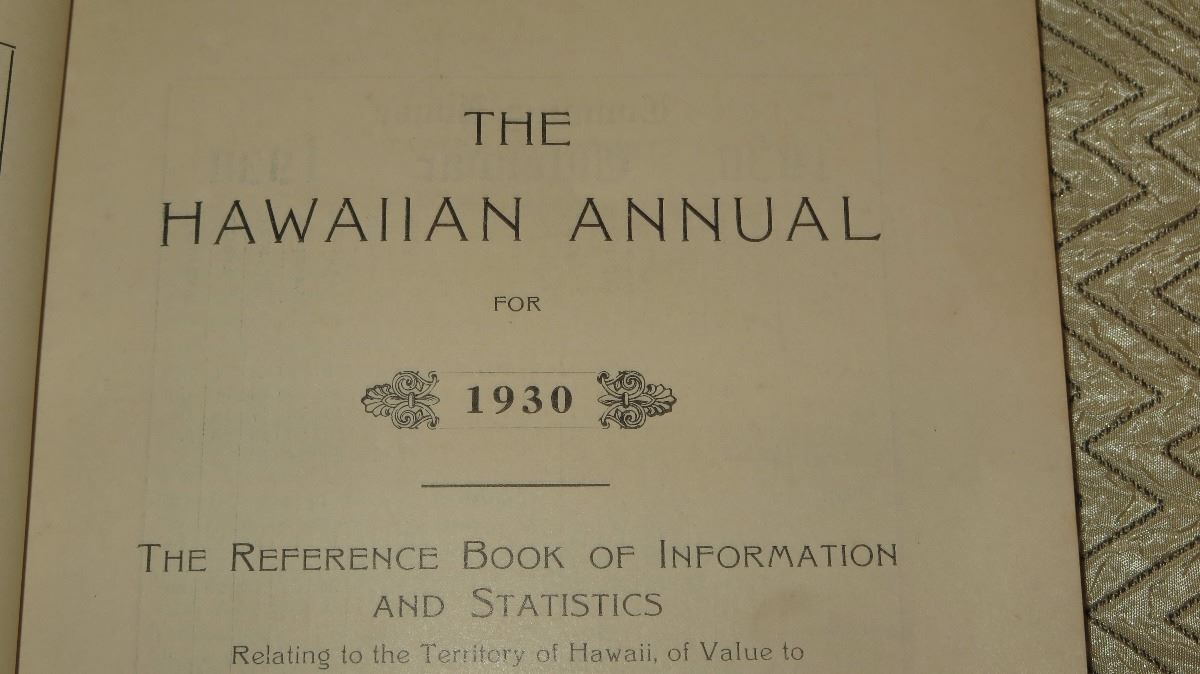 THE
HAWAIIAN ANNUAL
FOR
1930
THE REFERENCE BOOK OF INFORMATION
AND STATISTICS
Relating to the Territory of Hawaii, of Value to